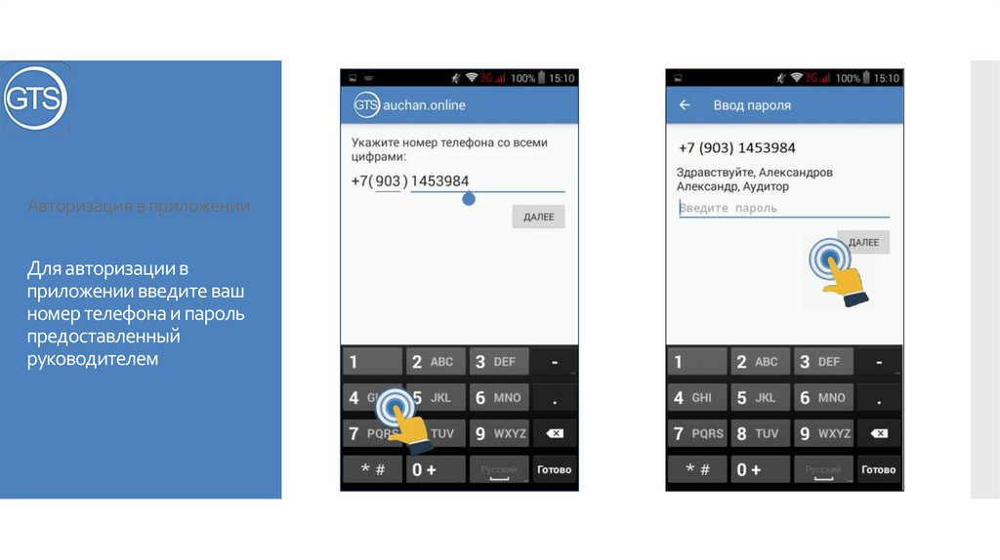 GTS
Авторизация в приложении
Для авторизации в
приложении введите ваш
номер телефона и пароль
предоставленный
руководителем
3G 100% 15:10
GTS auchan.online
Укажите номер телефона со всеми
цифрами:
+7( 903 ) 1453984
ДАЛЕЕ
1 2 ABC 3 DEF -
4 5 JKL 6 MNO .
7 PQRS TUV 9 WXYZ
* # 0 + Русский Готово
3G 100% 15:10
Ввод пароля
+7 (903) 1453984
Здравствуйте, Александров
Александр, Аудитор
Введите пароль
ДАЛЕЕ
1 2 ABC 3 DEF -
4 GHI 5 JKL 6 MNO .
7 PQRS 8 TUV 9 WXYZ
* # 0 + Русский Готово